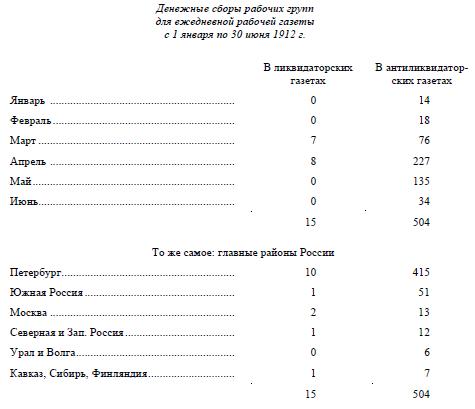 Денежные сборы рабочих групп
для ежедневной рабочей газеты
с 1 января по 30 июня 1912 г.
В ликвидаторских газетах В антиликвидатор-ских газетах
Январь 0 14
Февраль 0 18
Март 7 76
Апрель 8 227
Май 0 135
Июнь 0 34
15 504
То же самое: главные районы России
Петербург 10 415
Южная Россия 1 51
Москва 2 13
Северная и Зап. Россия 1 12
Урал и Волга 0 6
Кавказ, Сибирь, Финляндия 1 7
15 504